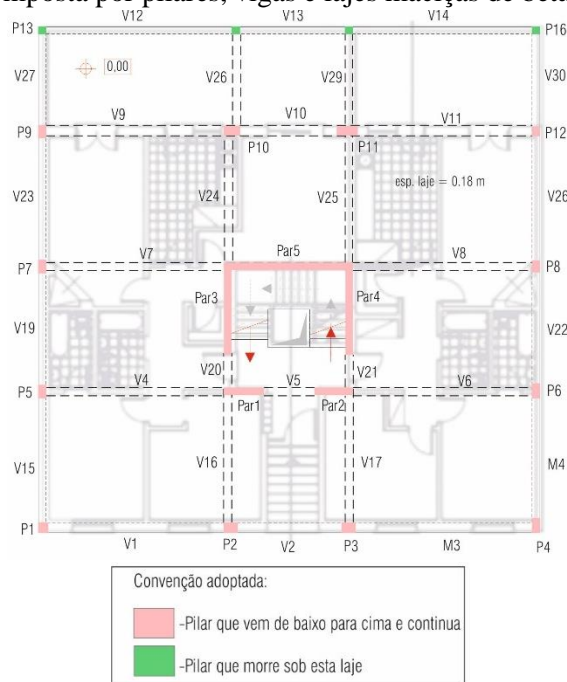 mposta por pilares, vigas e lajes maciças de beta
V12 V13 V14
P13 P16
V27 0,00 V26 V29 V30
V9 V10 V11
P9 P10 P11 P12
esp. laje = 0.18 m
V23 V24 V25 V26
V7 Par5 V8
P7 P8
Par3 Par4
V19 V20 V21 V22
V4 V5 V6
P5 Par1 Par2 P6
V15 V16 V17 M4
P1 V1 P2 V2 P3 M3 P4
Convenção adoptada:
-Pilar que vem de baixo para cima e continua
-Pilar que morre sob esta laje